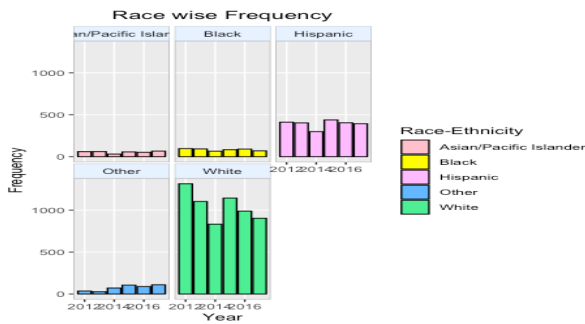 Race wise Frequency
an/Pacific Islan
Black
Hispanic
1000
500
0
2012 2014 2016
Other
White
1000
500
0
2012 2014 2016
2012 2014 2016
Year
Frequency
Race-Ethnicity
Asian/Pacific Islander
Black
Hispanic
Other
White